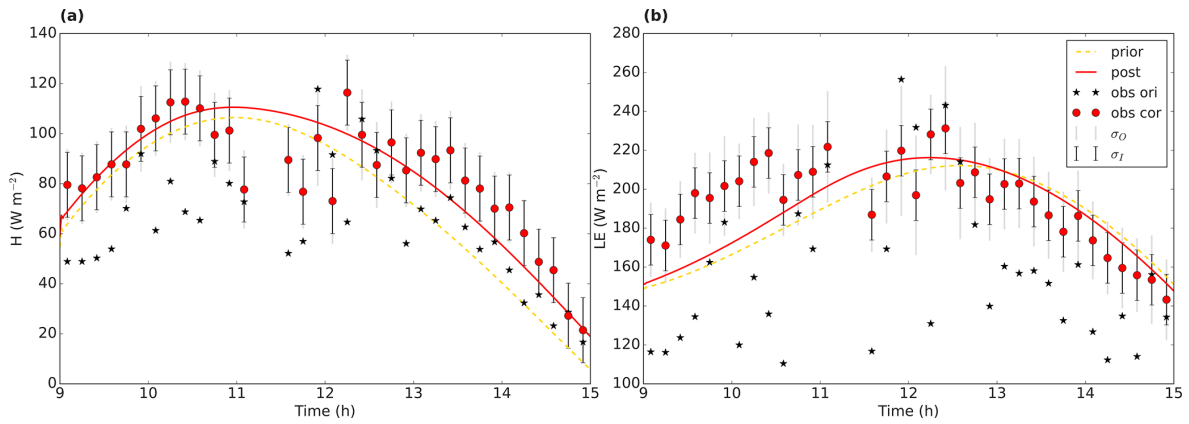 (a)
H (W m⁻²)
140
120
100
80
60
40
20
0
9 10 11 12 13 14 15
Time (h)
(b)
LE (W m⁻²)
280
260
240
220
200
180
160
140
120
100
9 10 11 12 13 14 15
Time (h)
prior
post
obs ori
obs cor
σ_O
σ_I